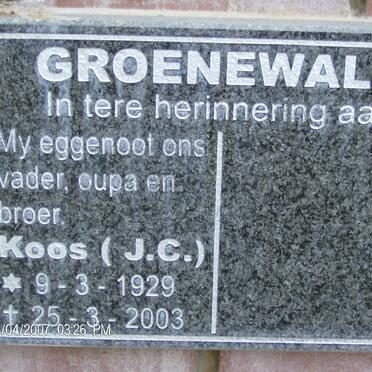 GROENEWAL
In tere herinnering aa
My eggenoot ons
vader, oupa en
broer.
Koos ( J.C.)
✡ 9 - 3 - 1929
✝ 25 - 3 - 2003
/04/2007 03:26 PM